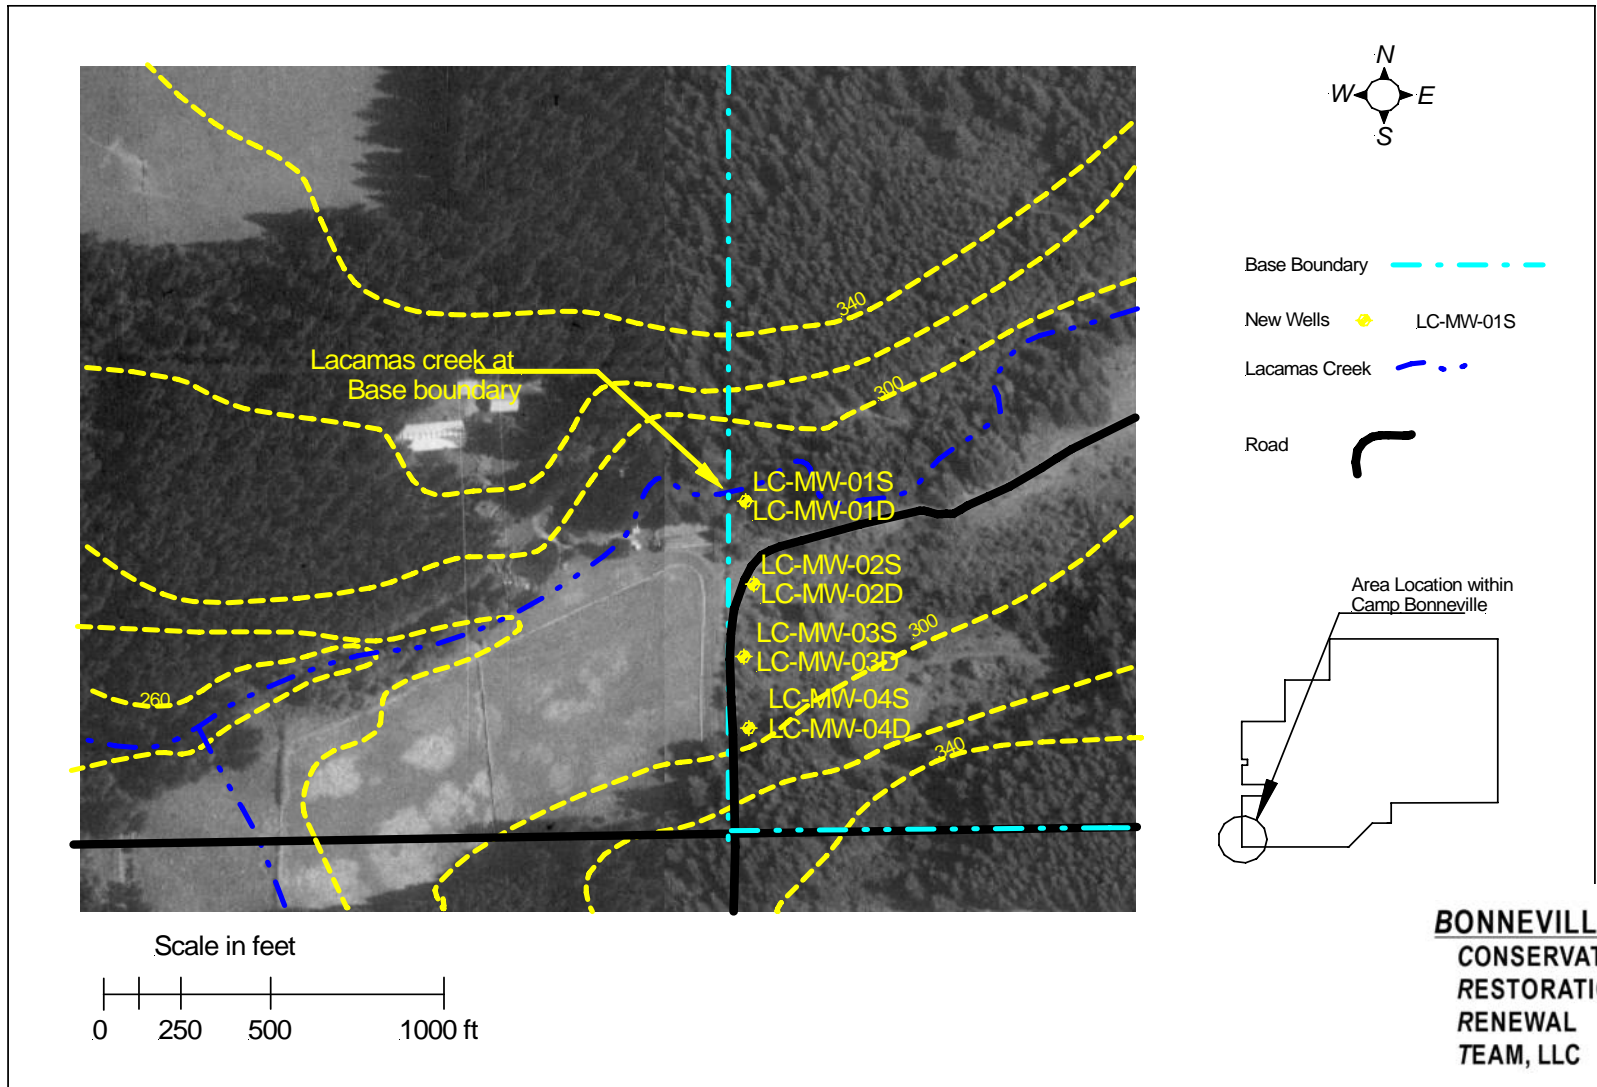 N
W E
S
Base Boundary
New Wells LC-MW-01S
Lacamas Creek
Road
340
Lacamas creek at
Base boundary
300
LC-MW-01S
LC-MW-01D
LC-MW-02S
LC-MW-02D
LC-MW-03S
LC-MW-03D
300
LC-MW-04S
LC-MW-04D
260
340
Area Location within
Camp Bonneville
Scale in feet
0 250 500 1000 ft
BONNEVILL
CONSERVAT
RESTORATI
RENEWAL
TEAM, LLC